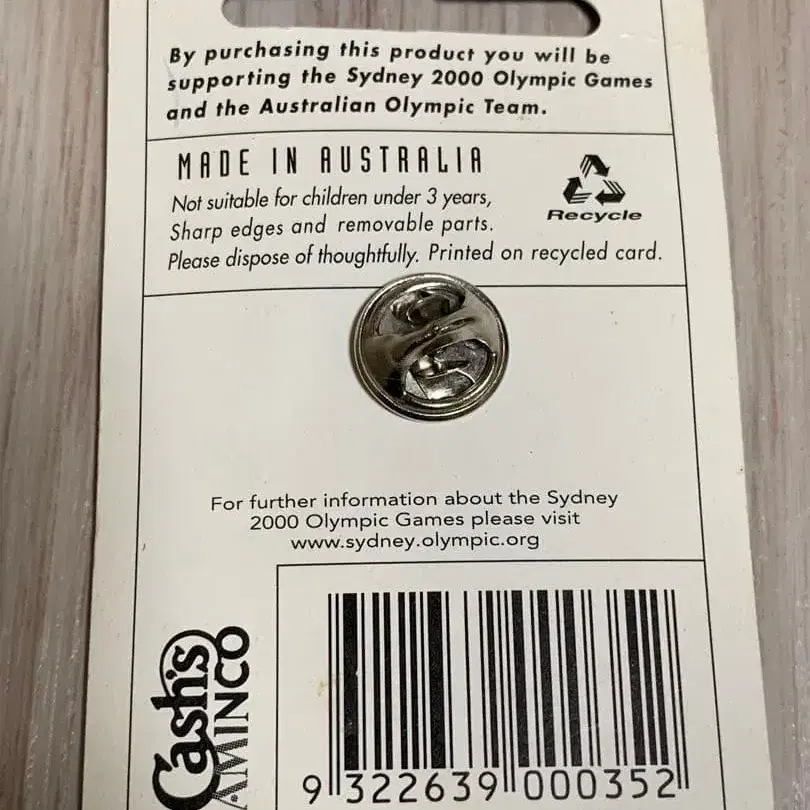 By purchasing this product you will be
supporting the Sydney 2000 Olympic Games
and the Australian Olympic Team.
MADE IN AUSTRALIA
Not suitable for children under 3 years,
Sharp edges and removable parts.
Please dispose of thoughtfully. Printed on recycled card.
Recycle
For further information about the Sydney
2000 Olympic Games please visit
www.sydney.olympic.org
Cash's
AMINCO
9 322639 000352